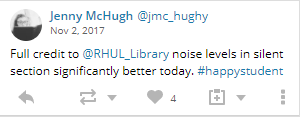 Jenny McHugh @jmc_hughy
Nov 2, 2017
Full credit to @RHUL_Library noise levels in silent
section significantly better today. #happystudent
4